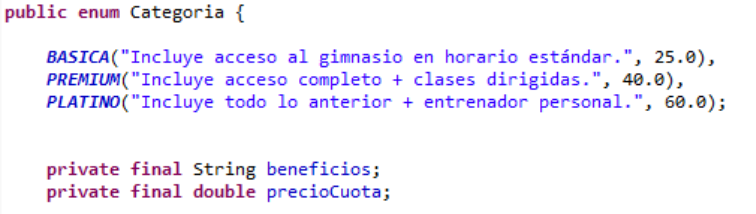 public enum Categoria {
BASICA("Incluye acceso al gimnasio en horario estándar.", 25.0),
PREMIUM("Incluye acceso completo + clases dirigidas.", 40.0),
PLATINO("Incluye todo lo anterior + entrenador personal.", 60.0);
private final String beneficios;
private final double precioCuota;